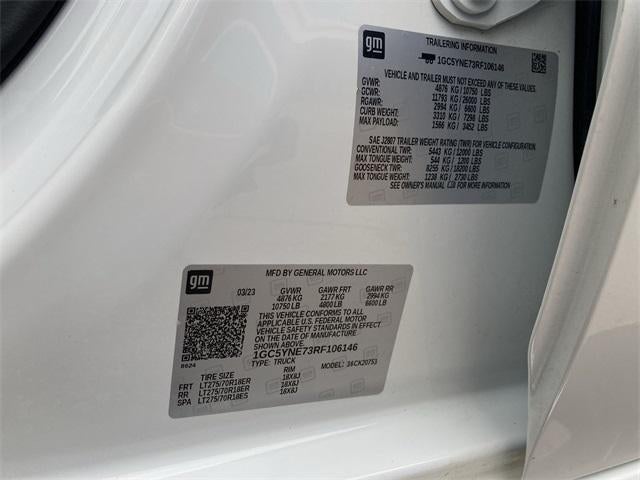 gm
TRAILERING INFORMATION
1GC5YNE73RF106146
VEHICLE AND TRAILER MUST NOT EXCEED ANY OF THESE VALUES.
GVWR: 4876 KG / 10750 LBS
GCWR: 11793 KG / 26000 LBS
RGAWR: 2994 KG / 6600 LBS
CURB WEIGHT: 3310 KG / 7298 LBS
MAX PAYLOAD: 1566 KG / 3452 LBS
SAE J2807 TRAILER WEIGHT RATING (TWR) FOR VEHICLE CONFIGURATION.
CONVENTIONAL TWR: 5443 KG / 12000 LBS
MAX TONGUE WEIGHT: 544 KG / 1200 LBS
GOOSENECK TWR: 8255 KG / 18200 LBS
MAX TONGUE WEIGHT: 1238 KG / 2730 LBS
SEE OWNER'S MANUAL
gm
MFD BY GENERAL MOTORS LLC
03/23 GVWR GAWR FRT GAWR RR
4876 KG 2177 KG 2994 KG
10750 LB 4800 LB 6600 LB
THIS VEHICLE CONFORMS TO ALL
APPLICABLE U.S. FEDERAL MOTOR
VEHICLE SAFETY STANDARDS IN EFFECT
ON THE DATE OF MANUFACTURE
SHOWN ABOVE.
1GC5YNE73RF106146
8624
TYPE: TRUCK MODEL: 36CK20753
TIRE SIZE RIM
FRT LT275/70R18ER 18X8J
RR LT275/70R18ER 18X8J
SPA LT275/70R18ES 18X8J